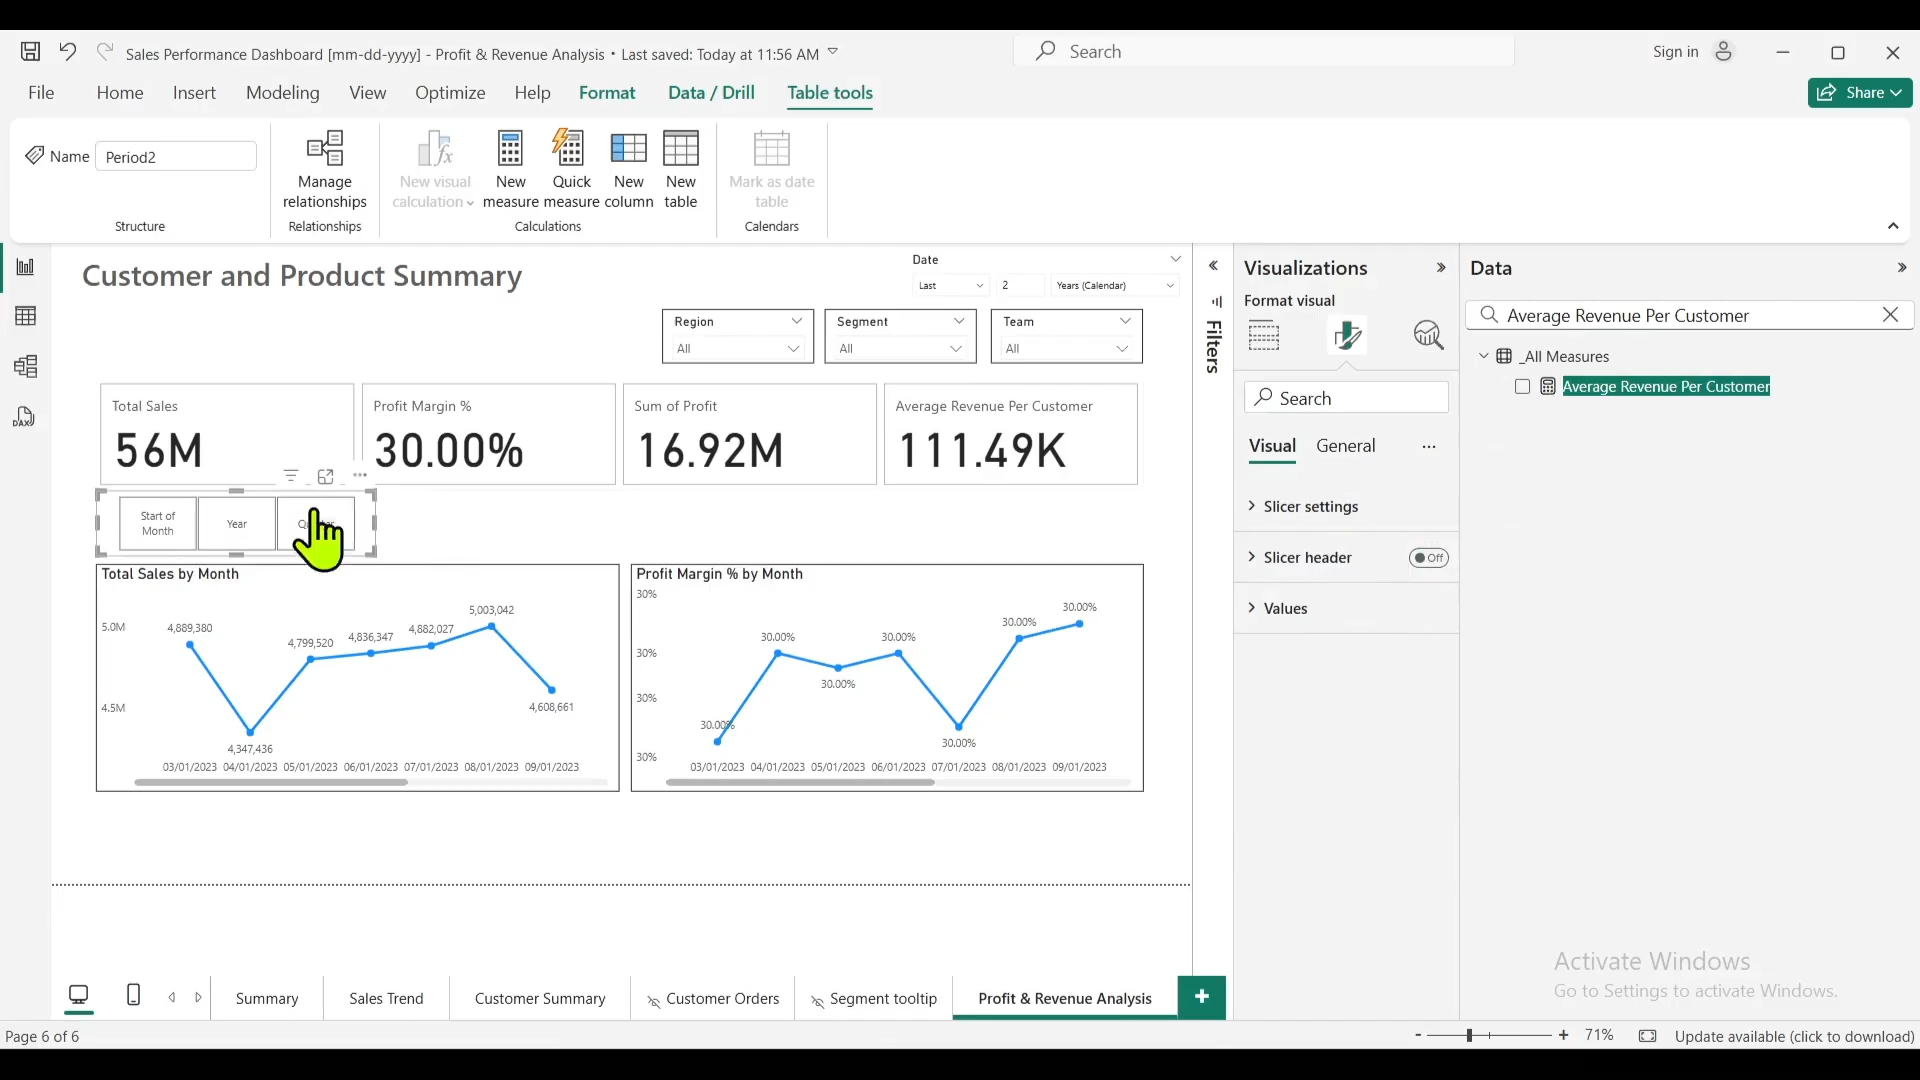 Sales Performance Dashboard [mm-dd-yyyy] - Profit & Revenue Analysis • Last saved: Today at 11:56 AM
Search
Sign in
File Home Insert Modeling View Optimize Help Format Data / Drill Table tools
Share
Name Period2
Manage relationships
New visual calculation
New measure
Quick measure
New column
New table
Mark as date table
Structure Relationships Calculations Calendars
Customer and Product Summary
Date
Last 2 Years (Calendar)
Region
All
Segment
All
Team
All
Total Sales
56M
Profit Margin %
30.00%
Sum of Profit
16.92M
Average Revenue Per Customer
111.49K
Start of
Month
Year
Total Sales by Month
5.0M
4.5M
4,889,380
4,347,436
4,799,520
4,836,347
4,882,027
5,003,042
4,608,661
03/01/2023 04/01/2023 05/01/2023 06/01/2023 07/01/2023 08/01/2023 09/01/2023
Profit Margin % by Month
30%
30%
30%
30%
30.00%
30.00%
30.00%
30.00%
30.00%
30.00%
30.00%
03/01/2023 04/01/2023 05/01/2023 06/01/2023 07/01/2023 08/01/2023 09/01/2023
Filters
Visualizations
Format visual
Search
Visual General
Slicer settings
Slicer header Off
Values
Data
Average Revenue Per Customer
_All Measures
Average Revenue Per Customer
DAX
Activate Windows
Go to Settings to activate Windows.
Summary Sales Trend Customer Summary Customer Orders Segment tooltip Profit & Revenue Analysis
Page 6 of 6
- + 71% Update available (click to download)